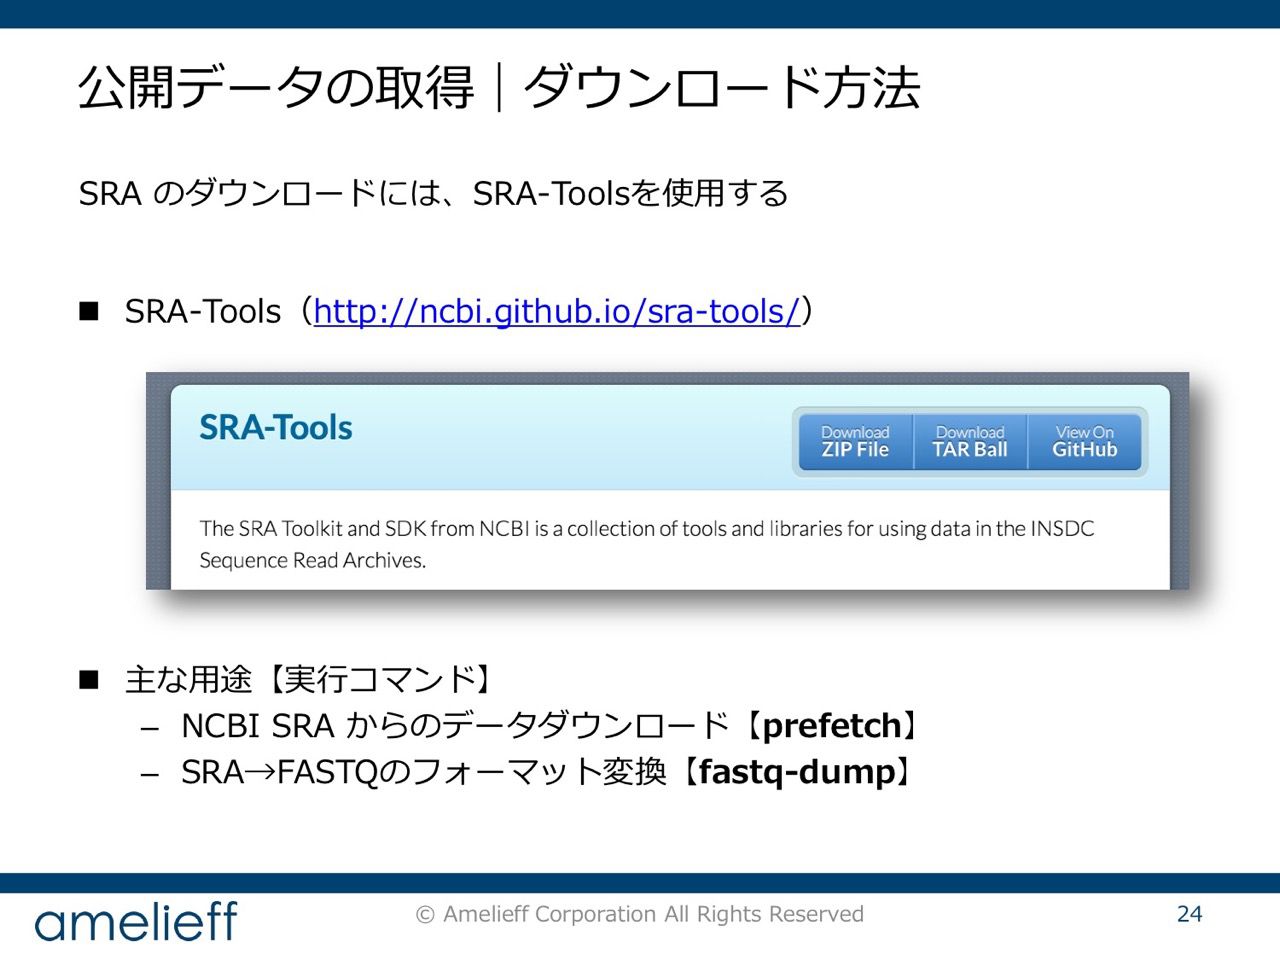 公開データの取得｜ダウンロード方法
SRA のダウンロードには、SRA-Toolsを使用する
■ SRA-Tools（http://ncbi.github.io/sra-tools/）
SRA-Tools
Download
ZIP File
Download
TAR Ball
View On
GitHub
The SRA Toolkit and SDK from NCBI is a collection of tools and libraries for using data in the INSDC
Sequence Read Archives.
■ 主な用途【実行コマンド】
– NCBI SRA からのデータダウンロード【prefetch】
– SRA→FASTQのフォーマット変換【fastq-dump】
amelieff
© Amelieff Corporation All Rights Reserved
24